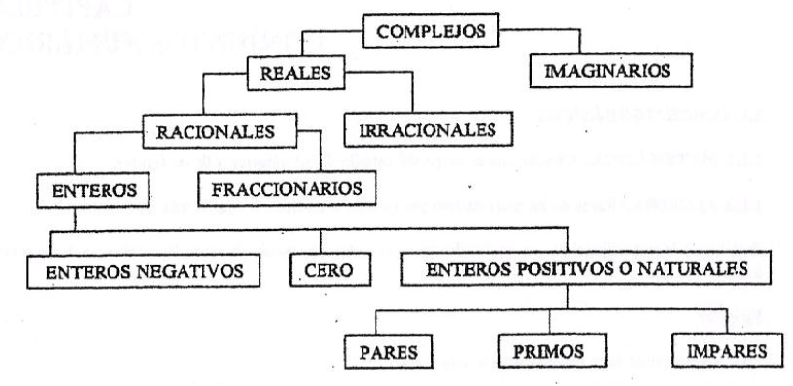 COMPLEJOS
REALES
IMAGINARIOS
RACIONALES
IRRACIONALES
ENTEROS
FRACCIONARIOS
ENTEROS NEGATIVOS
CERO
ENTEROS POSITIVOS O NATURALES
PARES
PRIMOS
IMPARES